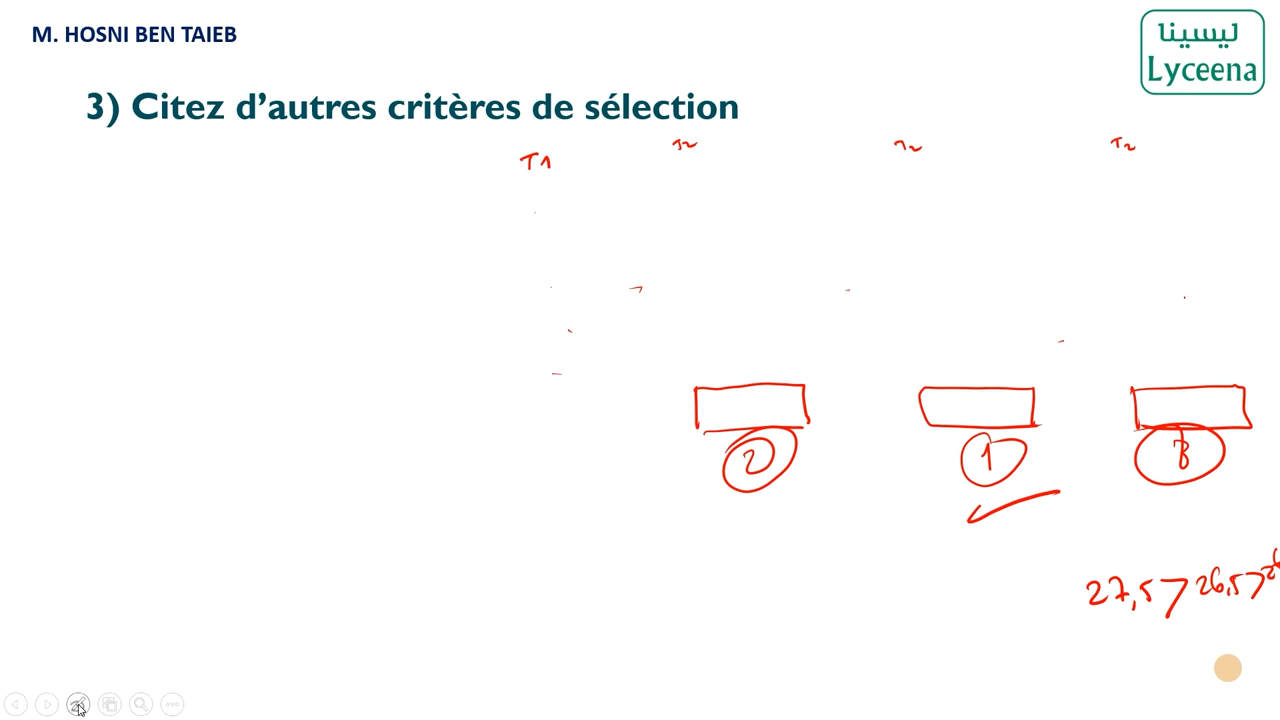 M. HOSNI BEN TAIEB
ليسينا
Lyceena
3) Citez d’autres critères de sélection
T1
T2
T2
2
1
3
27,5 > 26,5 >